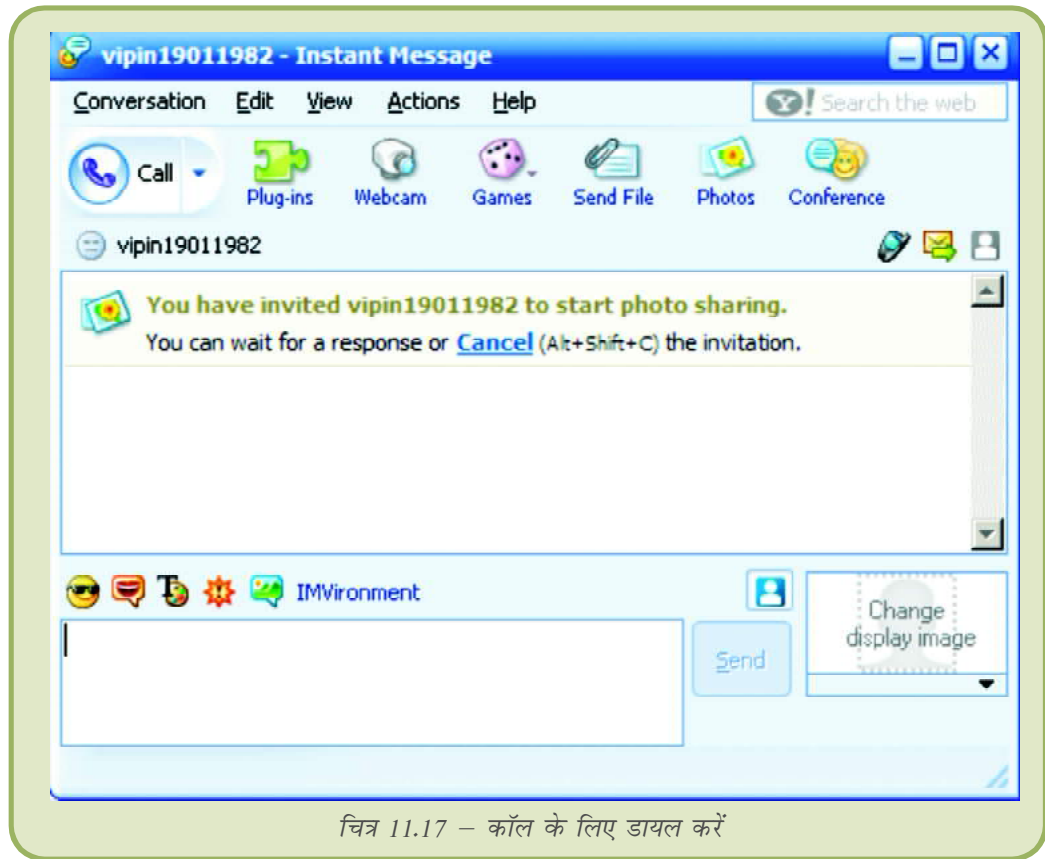 vipin19011982 - Instant Message
Conversation Edit View Actions Help
Y! Search the web
Call Plug-ins Webcam Games Send File Photos Conference
vipin19011982
You have invited vipin19011982 to start photo sharing.
You can wait for a response or Cancel (Alt+Shift+C) the invitation.
IMVironment
Send
Change
display image
चित्र 11.17 – कॉल के लिए डायल करें